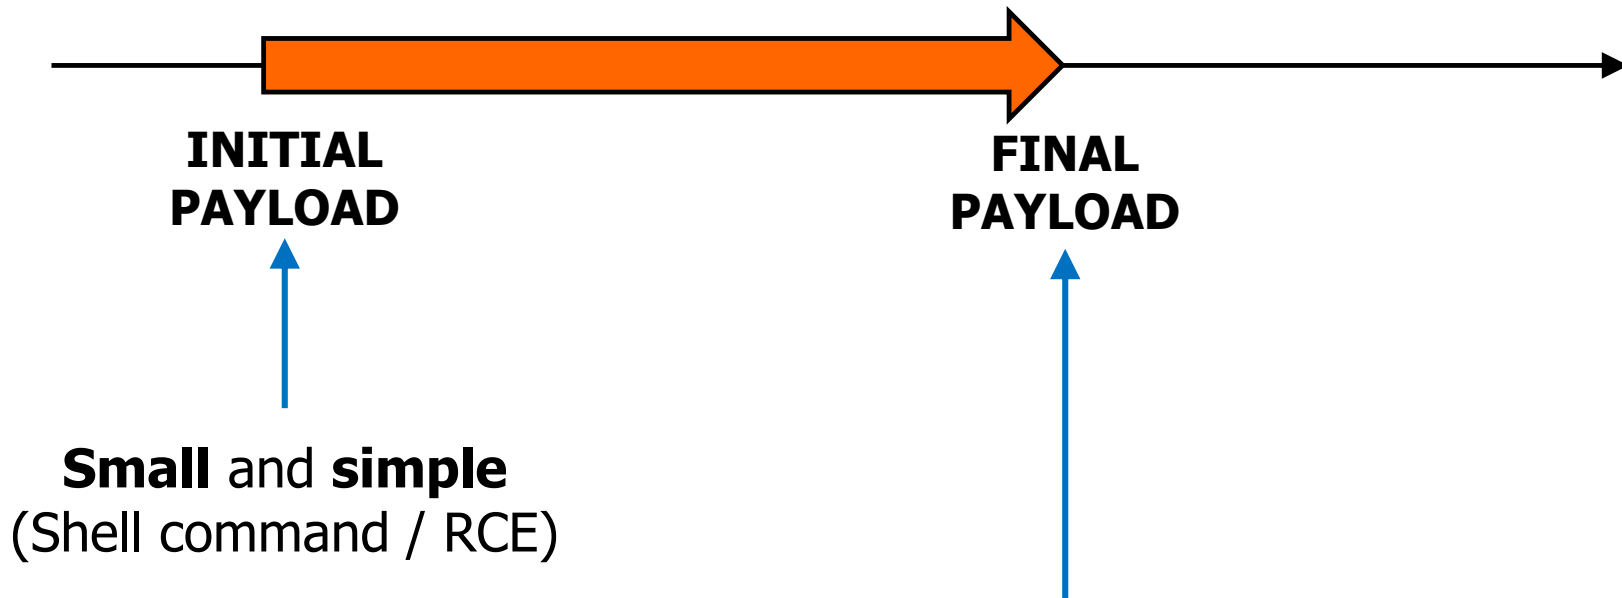 INITIAL
PAYLOAD
FINAL
PAYLOAD
Small and simple
(Shell command / RCE)